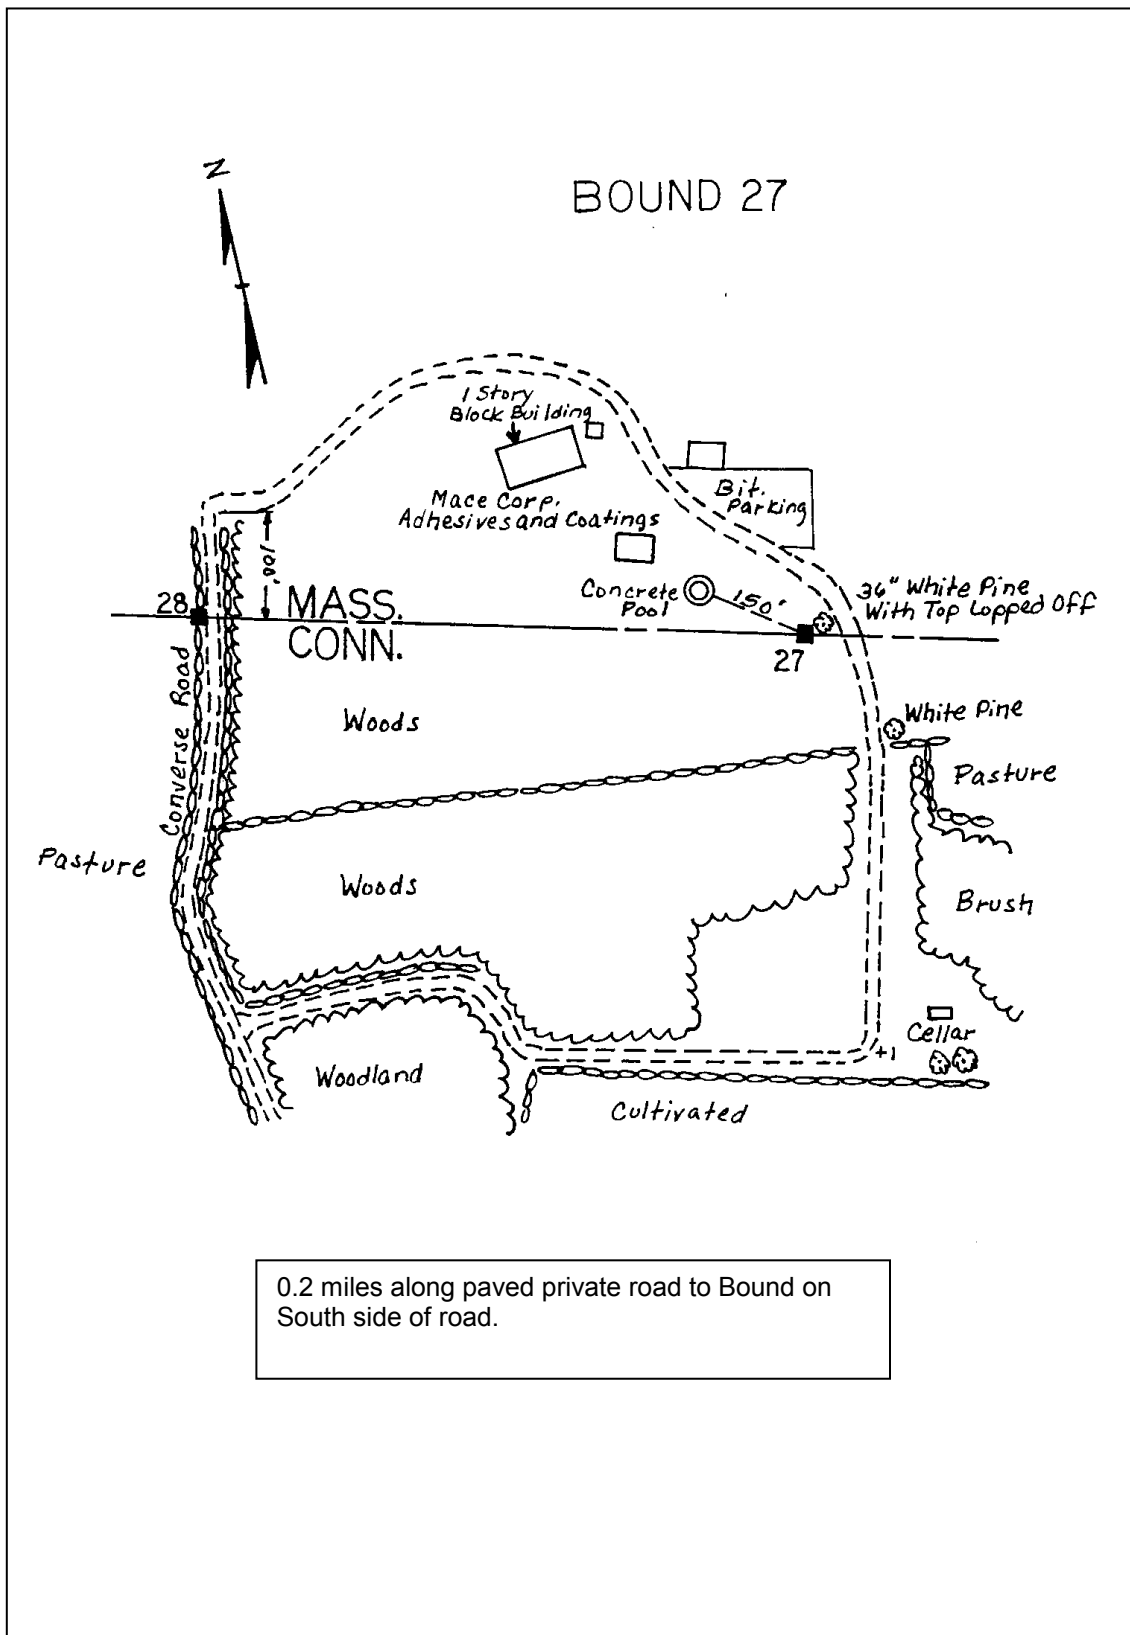 N
BOUND 27
1 Story
Block Building
Mace Corp.
Adhesives and Coatings
Bit.
Parking
100'
28
MASS.
CONN.
Concrete
Pool
150'
36" White Pine
With Top Lopped Off
27
Converse Road
Woods
White Pine
Pasture
Pasture
Woods
Brush
Cellar
Woodland
Cultivated
0.2 miles along paved private road to Bound on
South side of road.